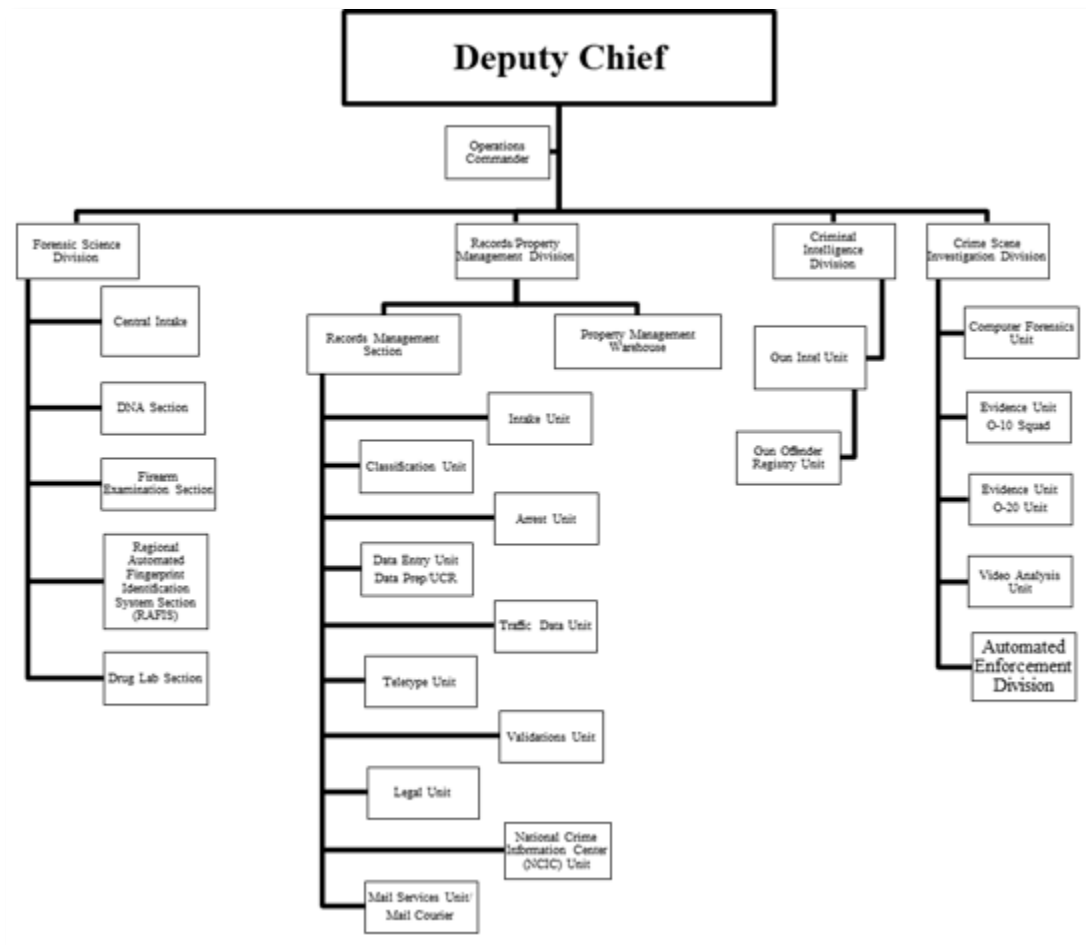 Deputy Chief
Operations
Commander
Forensic Science
Division
Records/Property
Management Division
Criminal
Intelligence
Division
Crime Scene
Investigation Division
Central Intake
DNA Section
Firearm
Examination Section
Regional
Automated
Fingerprint
Identification
System Section
(RAFIS)
Drug Lab Section
Records Management
Section
Property Management
Warehouse
Intake Unit
Classification Unit
Arrest Unit
Data Entry Unit
Data Prep/UCR
Traffic Data Unit
Teletype Unit
Validations Unit
Legal Unit
National Crime
Information Center
(NCIC) Unit
Mail Services Unit/
Mail Courier
Gun Intel Unit
Gun Offender
Registry Unit
Computer Forensics
Unit
Evidence Unit
O-10 Squad
Evidence Unit
O-20 Unit
Video Analysis
Unit
Automated
Enforcement
Division